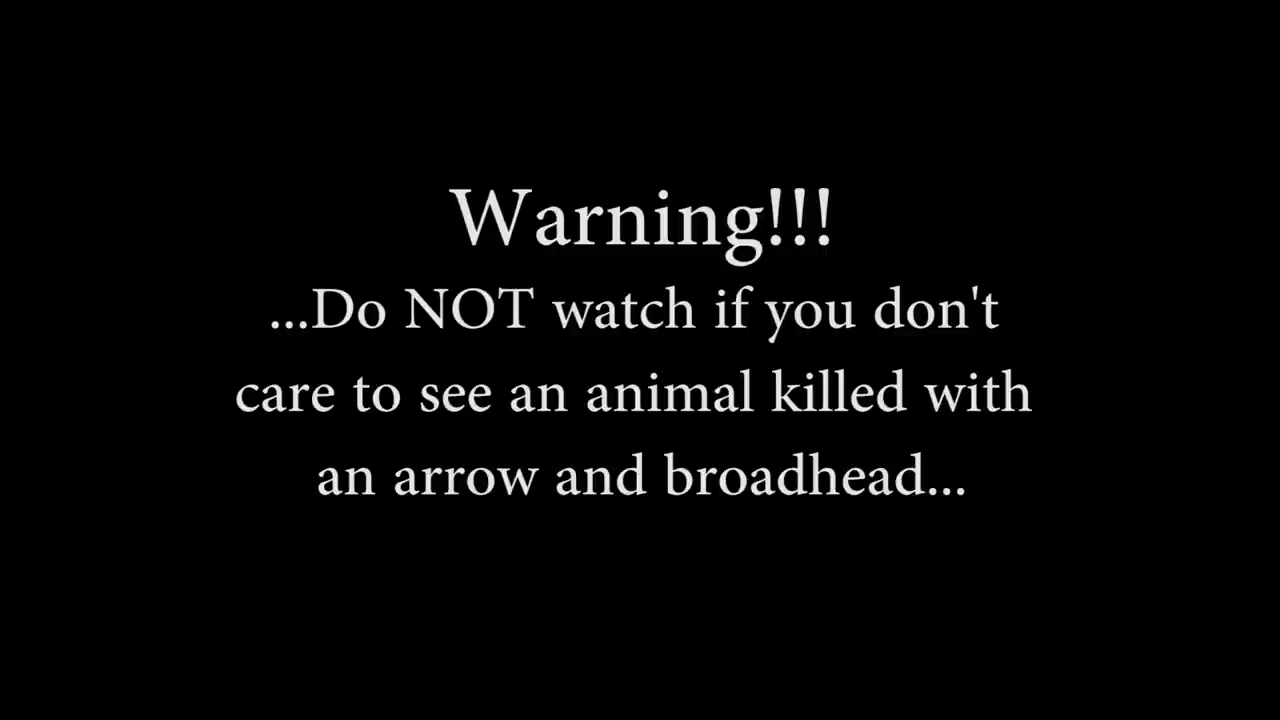 Warning!!!
...Do NOT watch if you don't
care to see an animal killed with
an arrow and broadhead...